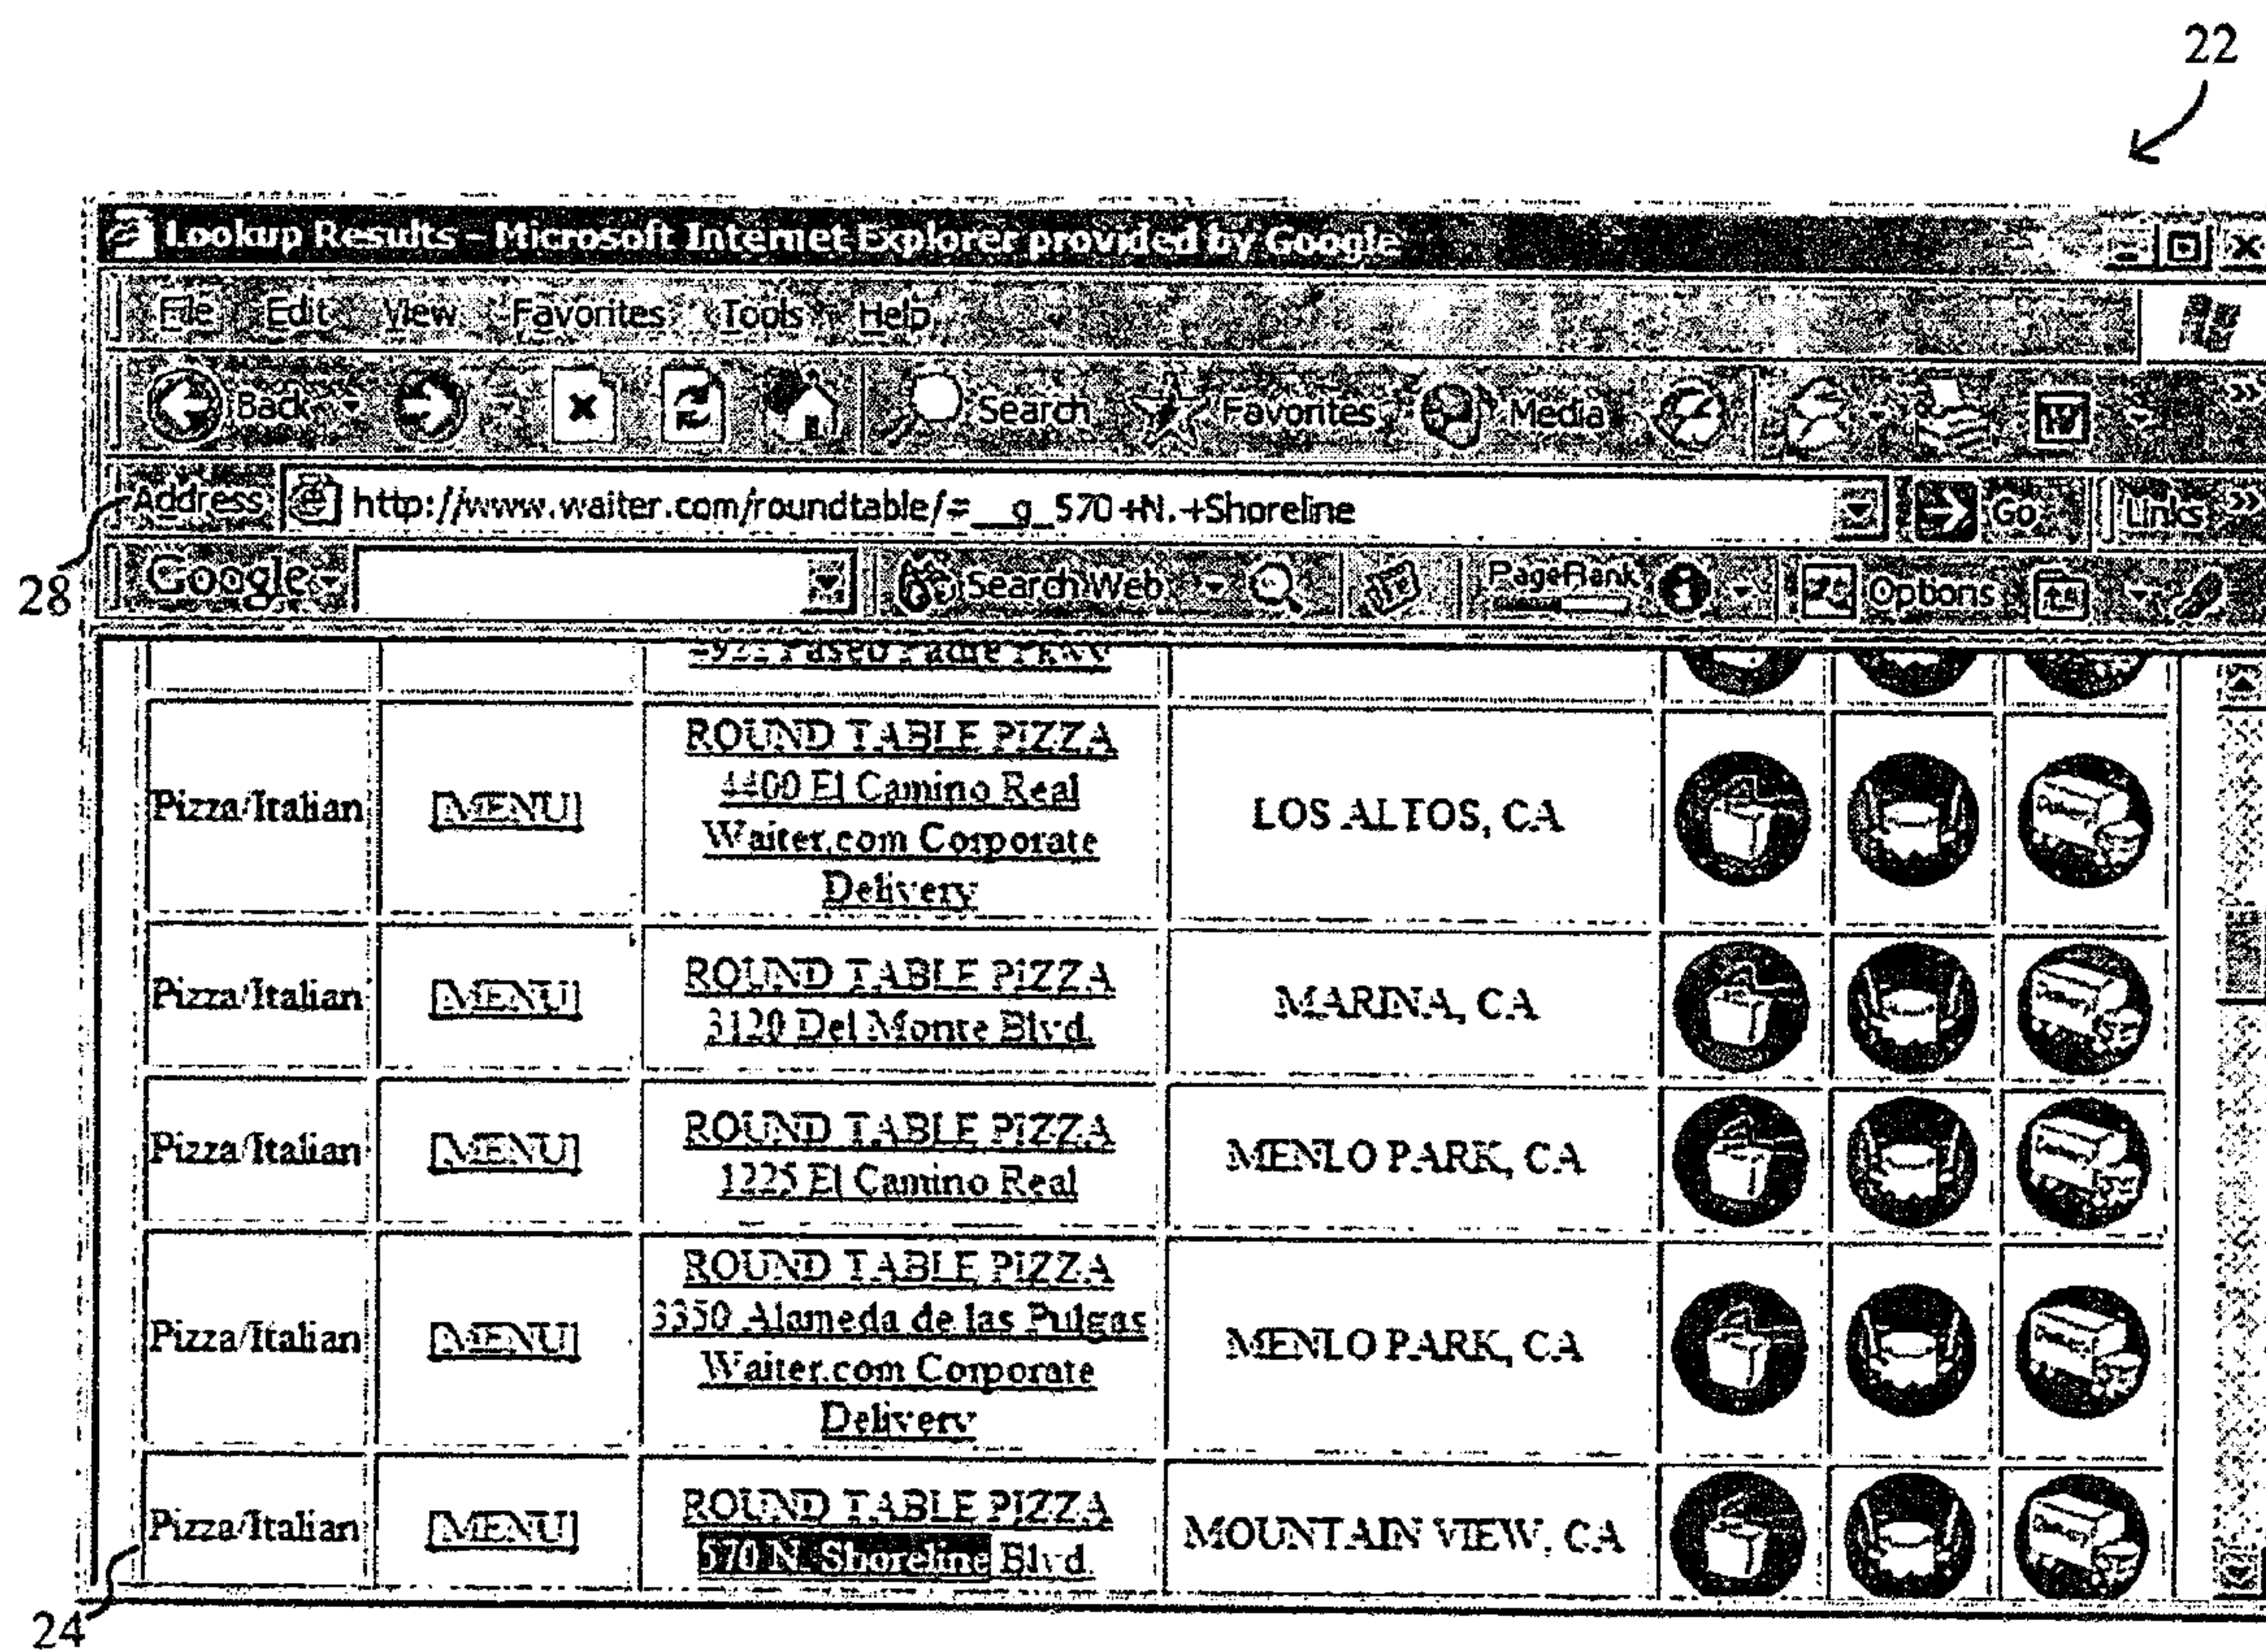 22
Lookup Results - Microsoft Internet Explorer provided by Google
File Edit View Favorites Tools Help
Back Search Favorites Media
Address http://www.waiter.com/roundtable/#__g_570+N.+Shoreline Go Links
28
Google Search Web PageRank Options
Paseo Padre Pkwy
ROUND TABLE PIZZA
4400 El Camino Real
Pizza/Italian [MENU] LOS ALTOS, CA
Waiter.com Corporate
Delivery
ROUND TABLE PIZZA
Pizza/Italian [MENU] MARINA, CA
3120 Del Monte Blvd.
ROUND TABLE PIZZA
Pizza/Italian [MENU] MENLO PARK, CA
1225 El Camino Real
ROUND TABLE PIZZA
3350 Alameda de las Pulgas
Pizza/Italian [MENU] MENLO PARK, CA
Waiter.com Corporate
Delivery
ROUND TABLE PIZZA
Pizza/Italian [MENU] MOUNTAIN VIEW, CA
570 N. Shoreline Blvd.
24